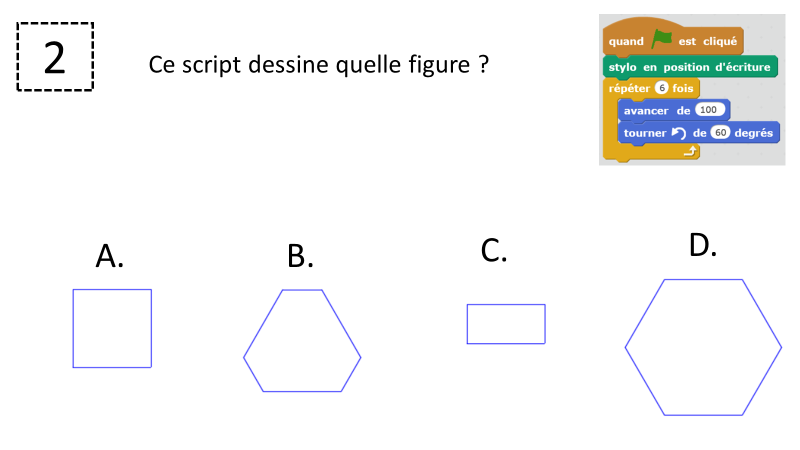 2
Ce script dessine quelle figure ?
quand est cliqué
stylo en position d'écriture
répéter 6 fois
avancer de 100
tourner de 60 degrés
A.
B.
C.
D.